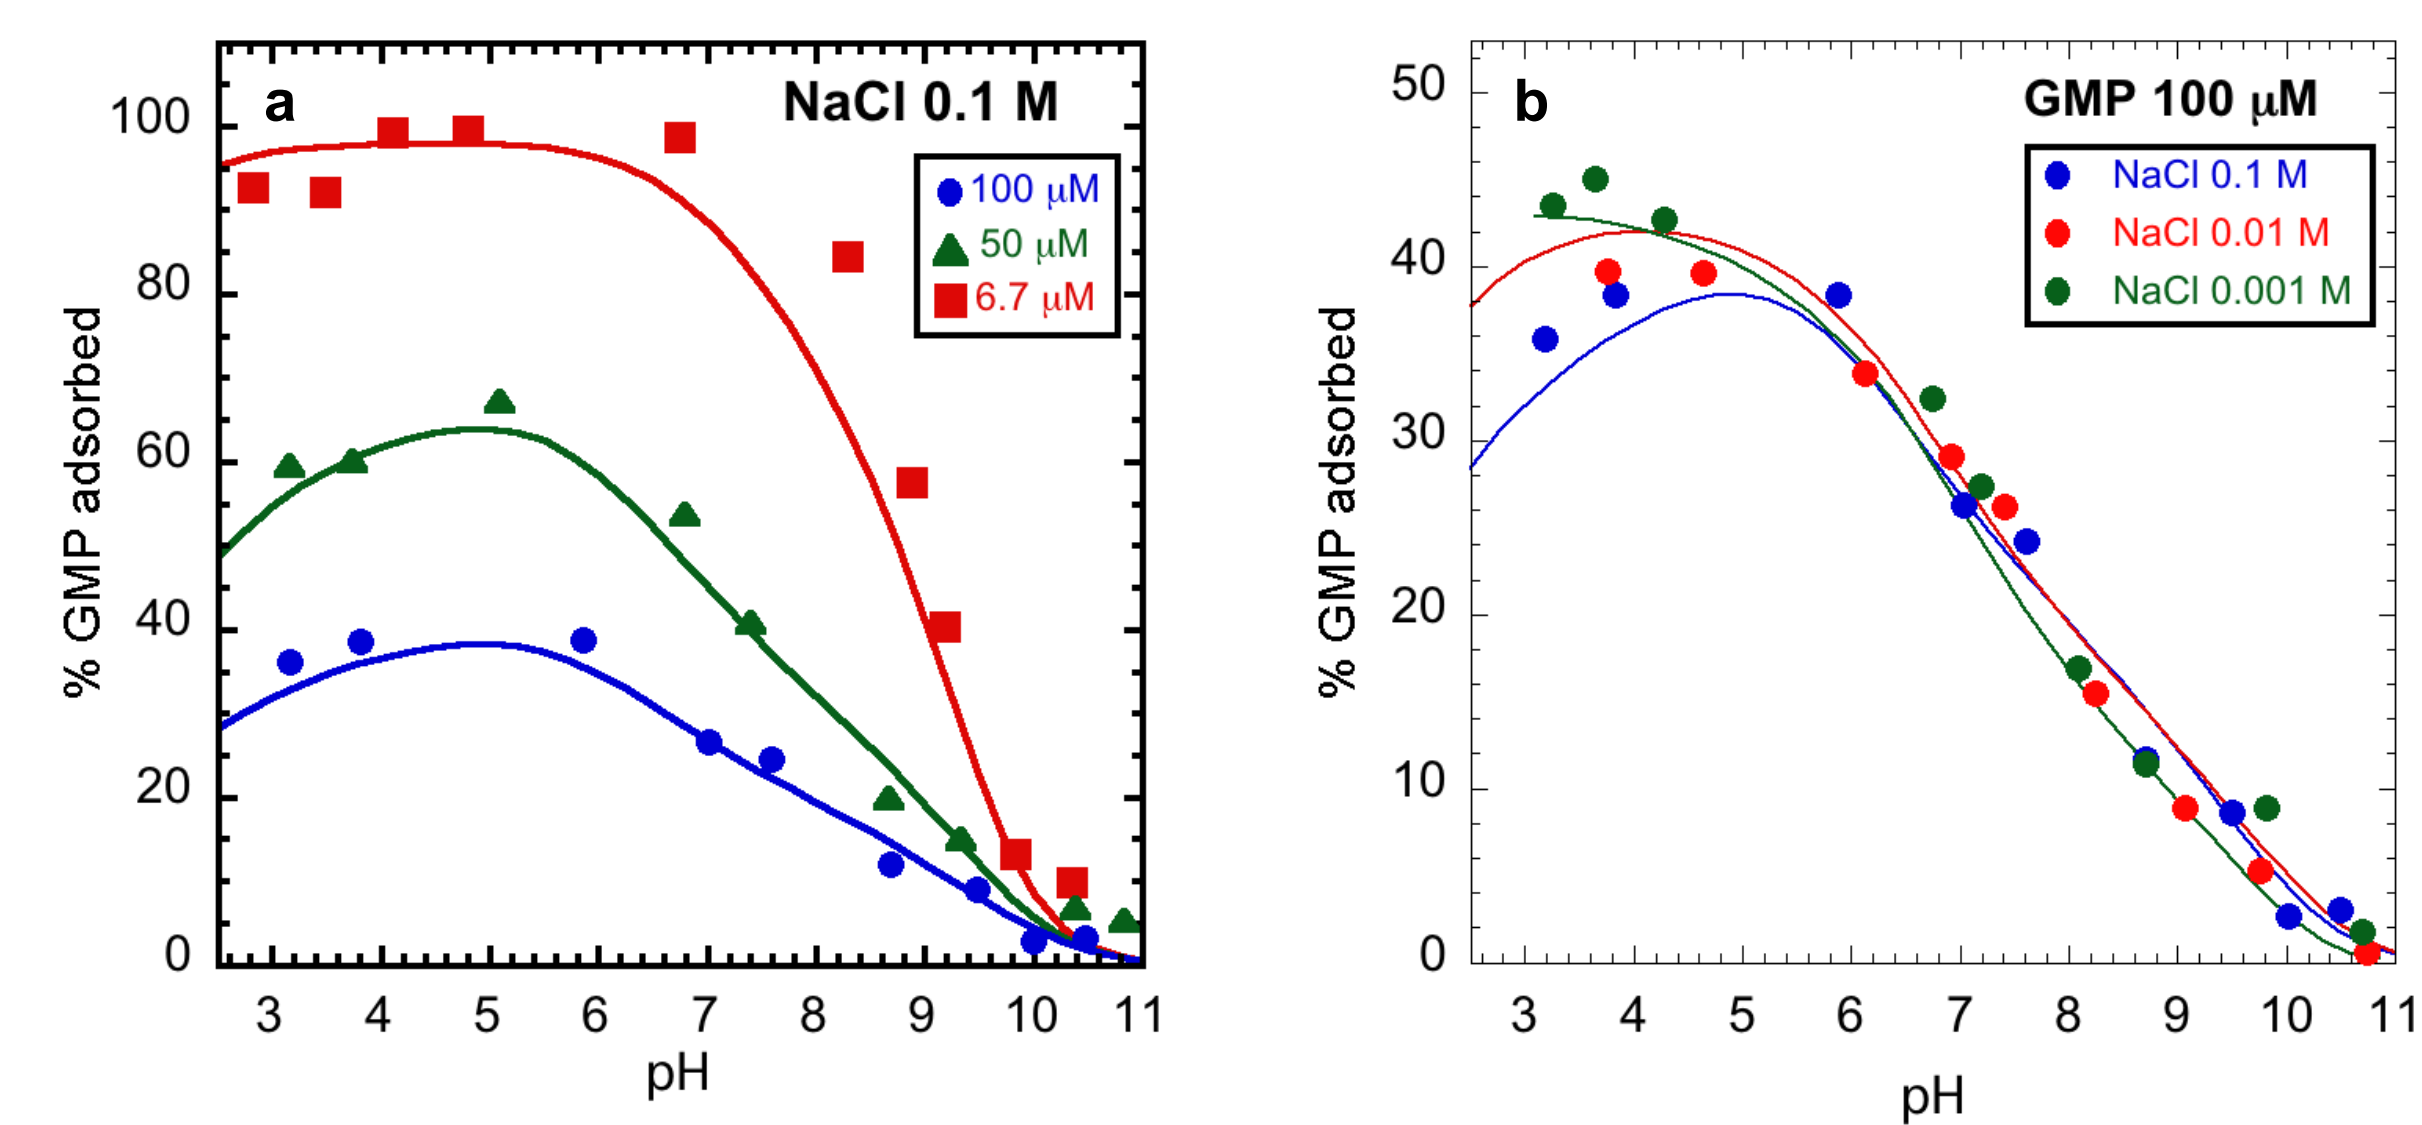 a
NaCl 0.1 M
100 μM
50 μM
6.7 μM
100
80
60
40
20
0
% GMP adsorbed
3 4 5 6 7 8 9 10 11
pH
b
GMP 100 μM
NaCl 0.1 M
NaCl 0.01 M
NaCl 0.001 M
50
40
30
20
10
0
% GMP adsorbed
3 4 5 6 7 8 9 10 11
pH